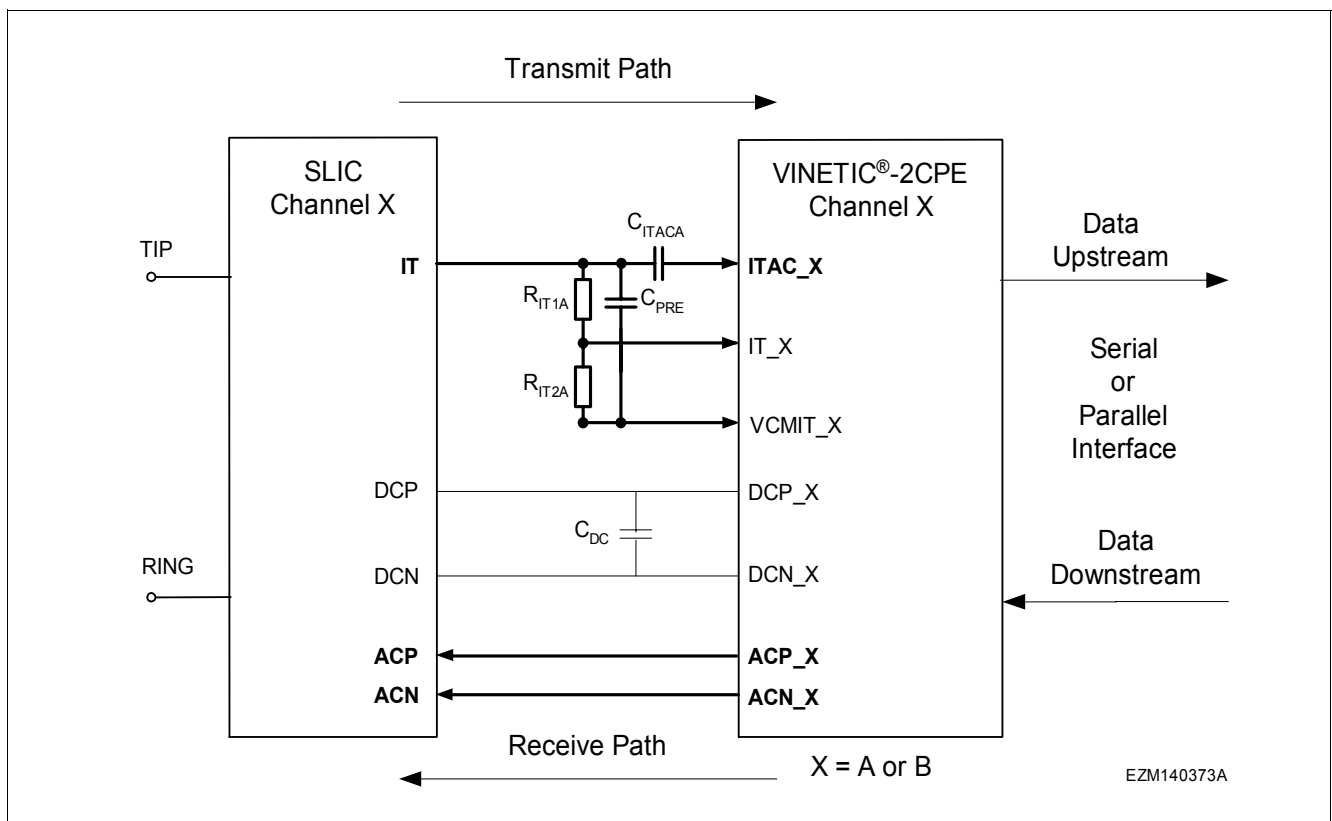 Transmit Path
SLIC
Channel X
VINETIC®-2CPE
Channel X
TIP
IT
C_ITACA
ITAC_X
Data
Upstream
R_IT1A
C_PRE
IT_X
Serial
or
Parallel
Interface
R_IT2A
VCMIT_X
DCP
DCP_X
C_DC
RING
DCN
DCN_X
Data
Downstream
ACP
ACP_X
ACN
ACN_X
Receive Path
X = A or B
EZM140373A